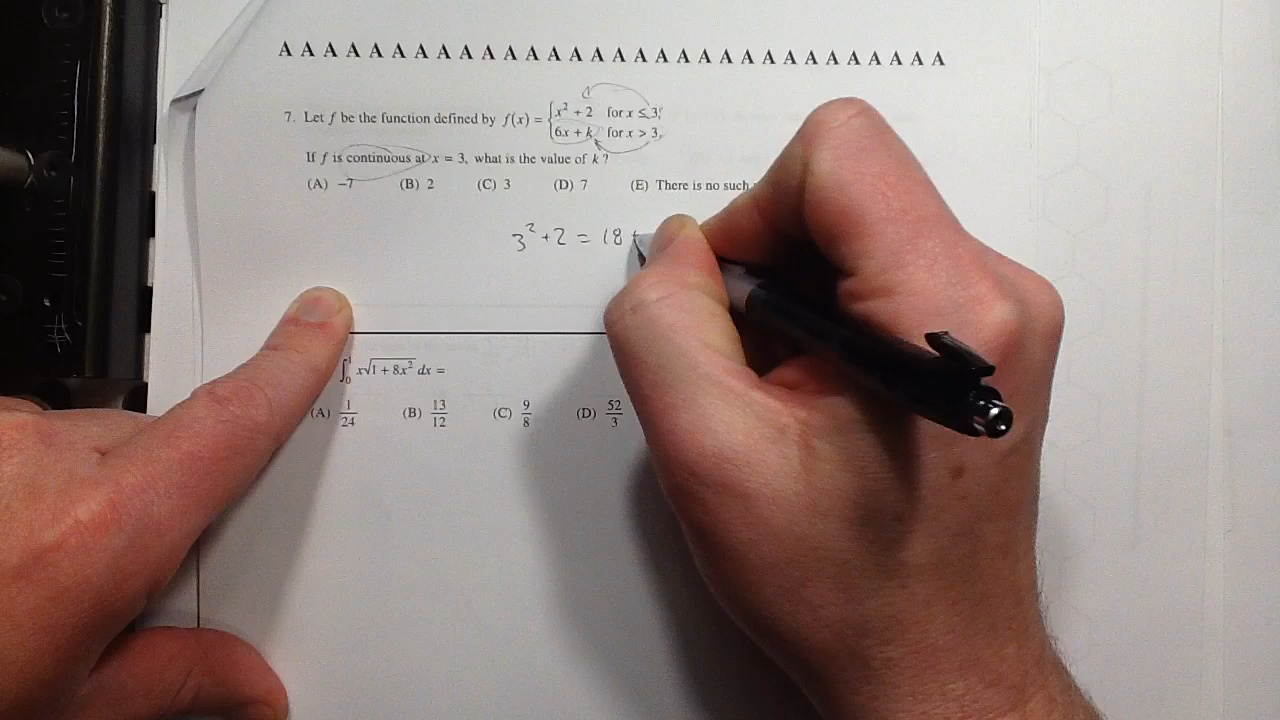 A A A A A A A A A A A A A A A A A A A A A A A A A A A A A A
7. Let f be the function defined by f(x) = { x² + 2 for x ≤ 3,
6x + k for x > 3.
If f is continuous at x = 3, what is the value of k ?
(A) −7 (B) 2 (C) 3 (D) 7 (E) There is no such
3² + 2 = 18
∫₀¹ x√(1 + 8x²) dx =
(A) 1/24 (B) 13/12 (C) 9/8 (D) 52/3